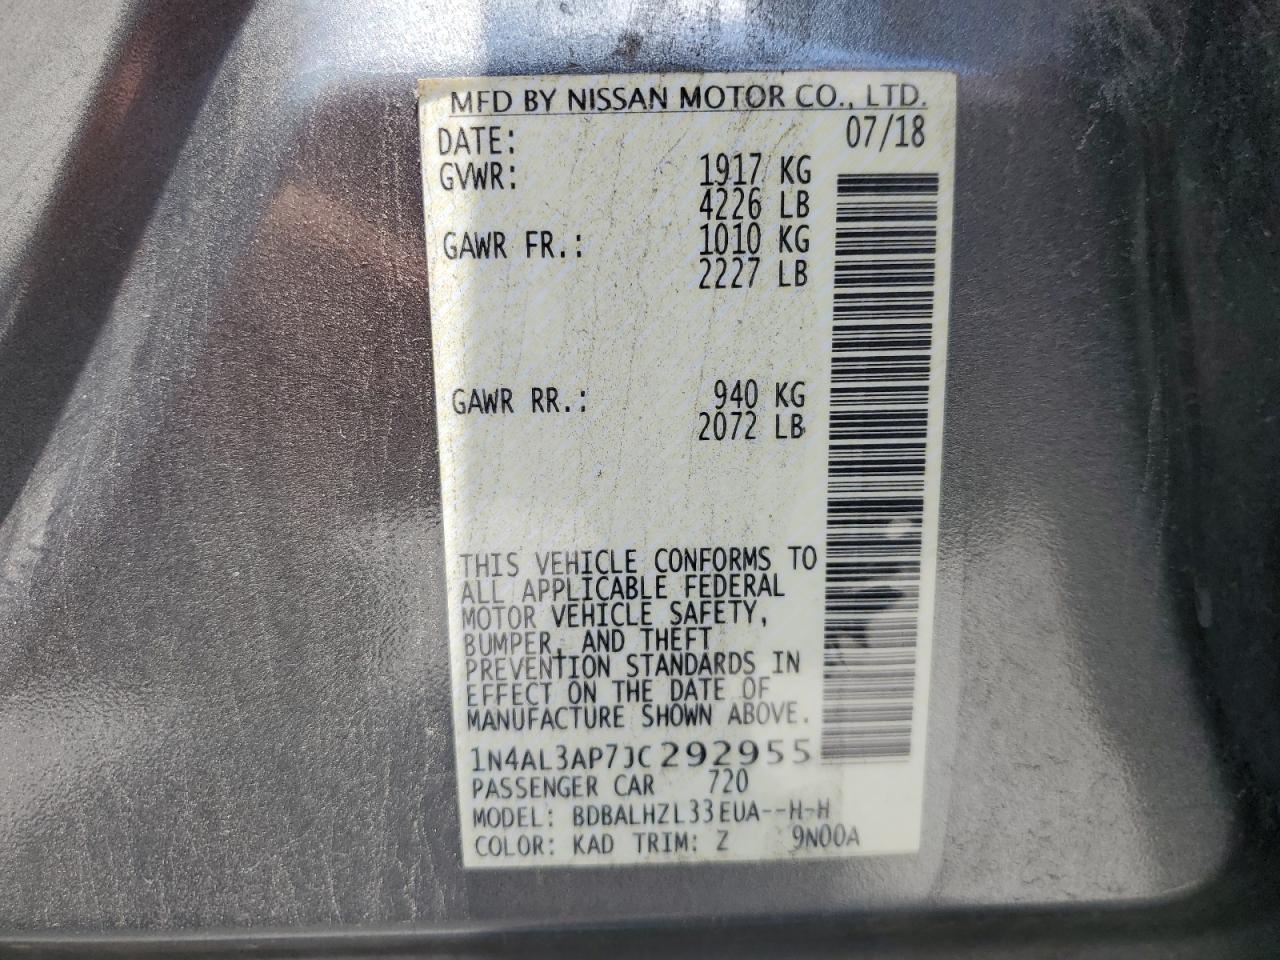 MFD BY NISSAN MOTOR CO., LTD.
DATE: 07/18
GVWR: 1917 KG
4226 LB
GAWR FR.: 1010 KG
2227 LB
GAWR RR.: 940 KG
2072 LB
THIS VEHICLE CONFORMS TO
ALL APPLICABLE FEDERAL
MOTOR VEHICLE SAFETY,
BUMPER, AND THEFT
PREVENTION STANDARDS IN
EFFECT ON THE DATE OF
MANUFACTURE SHOWN ABOVE.
1N4AL3AP7JC292955
PASSENGER CAR 720
MODEL: BDBALHZL33EUA--H-H
COLOR: KAD TRIM: Z 9N00A